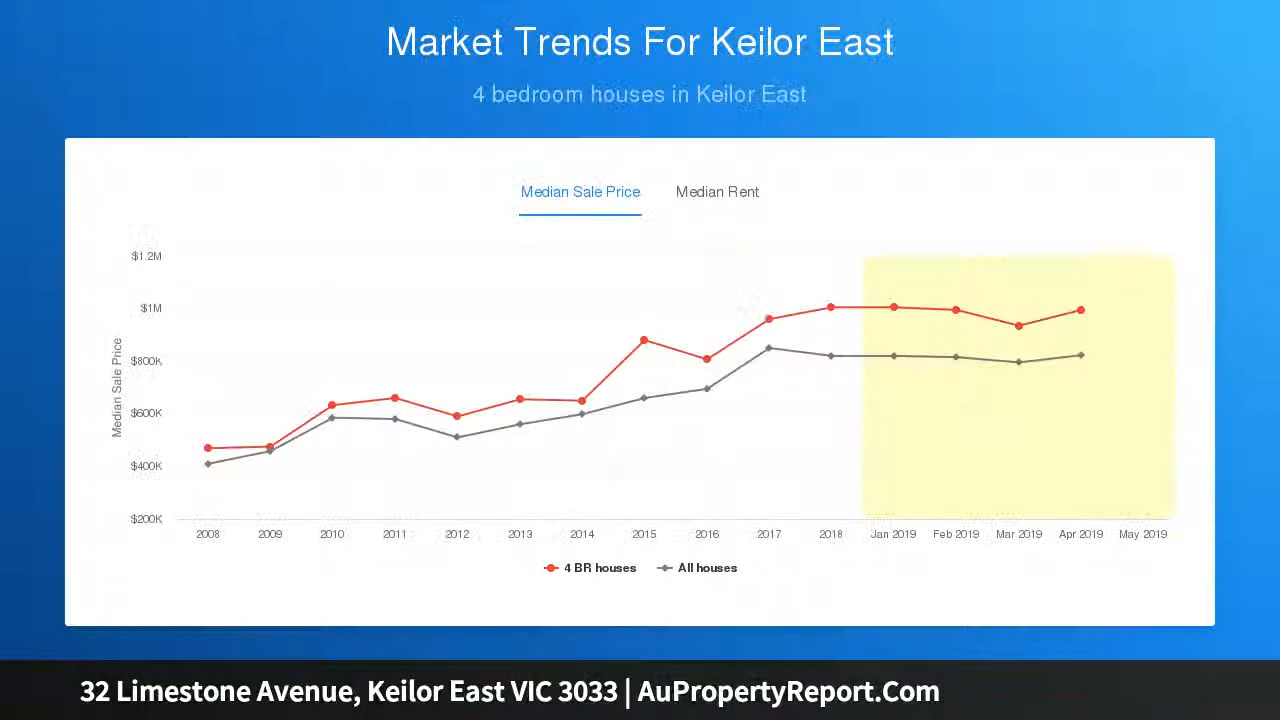 Market Trends For Keilor East
4 bedroom houses in Keilor East
Median Sale Price Median Rent
Median Sale Price
$1.2M
$1M
$800K
$600K
$400K
$200K
2008 2009 2010 2011 2012 2013 2014 2015 2016 2017 2018 Jan 2019 Feb 2019 Mar 2019 Apr 2019 May 2019
4 BR houses All houses
32 Limestone Avenue, Keilor East VIC 3033 | AuPropertyReport.Com